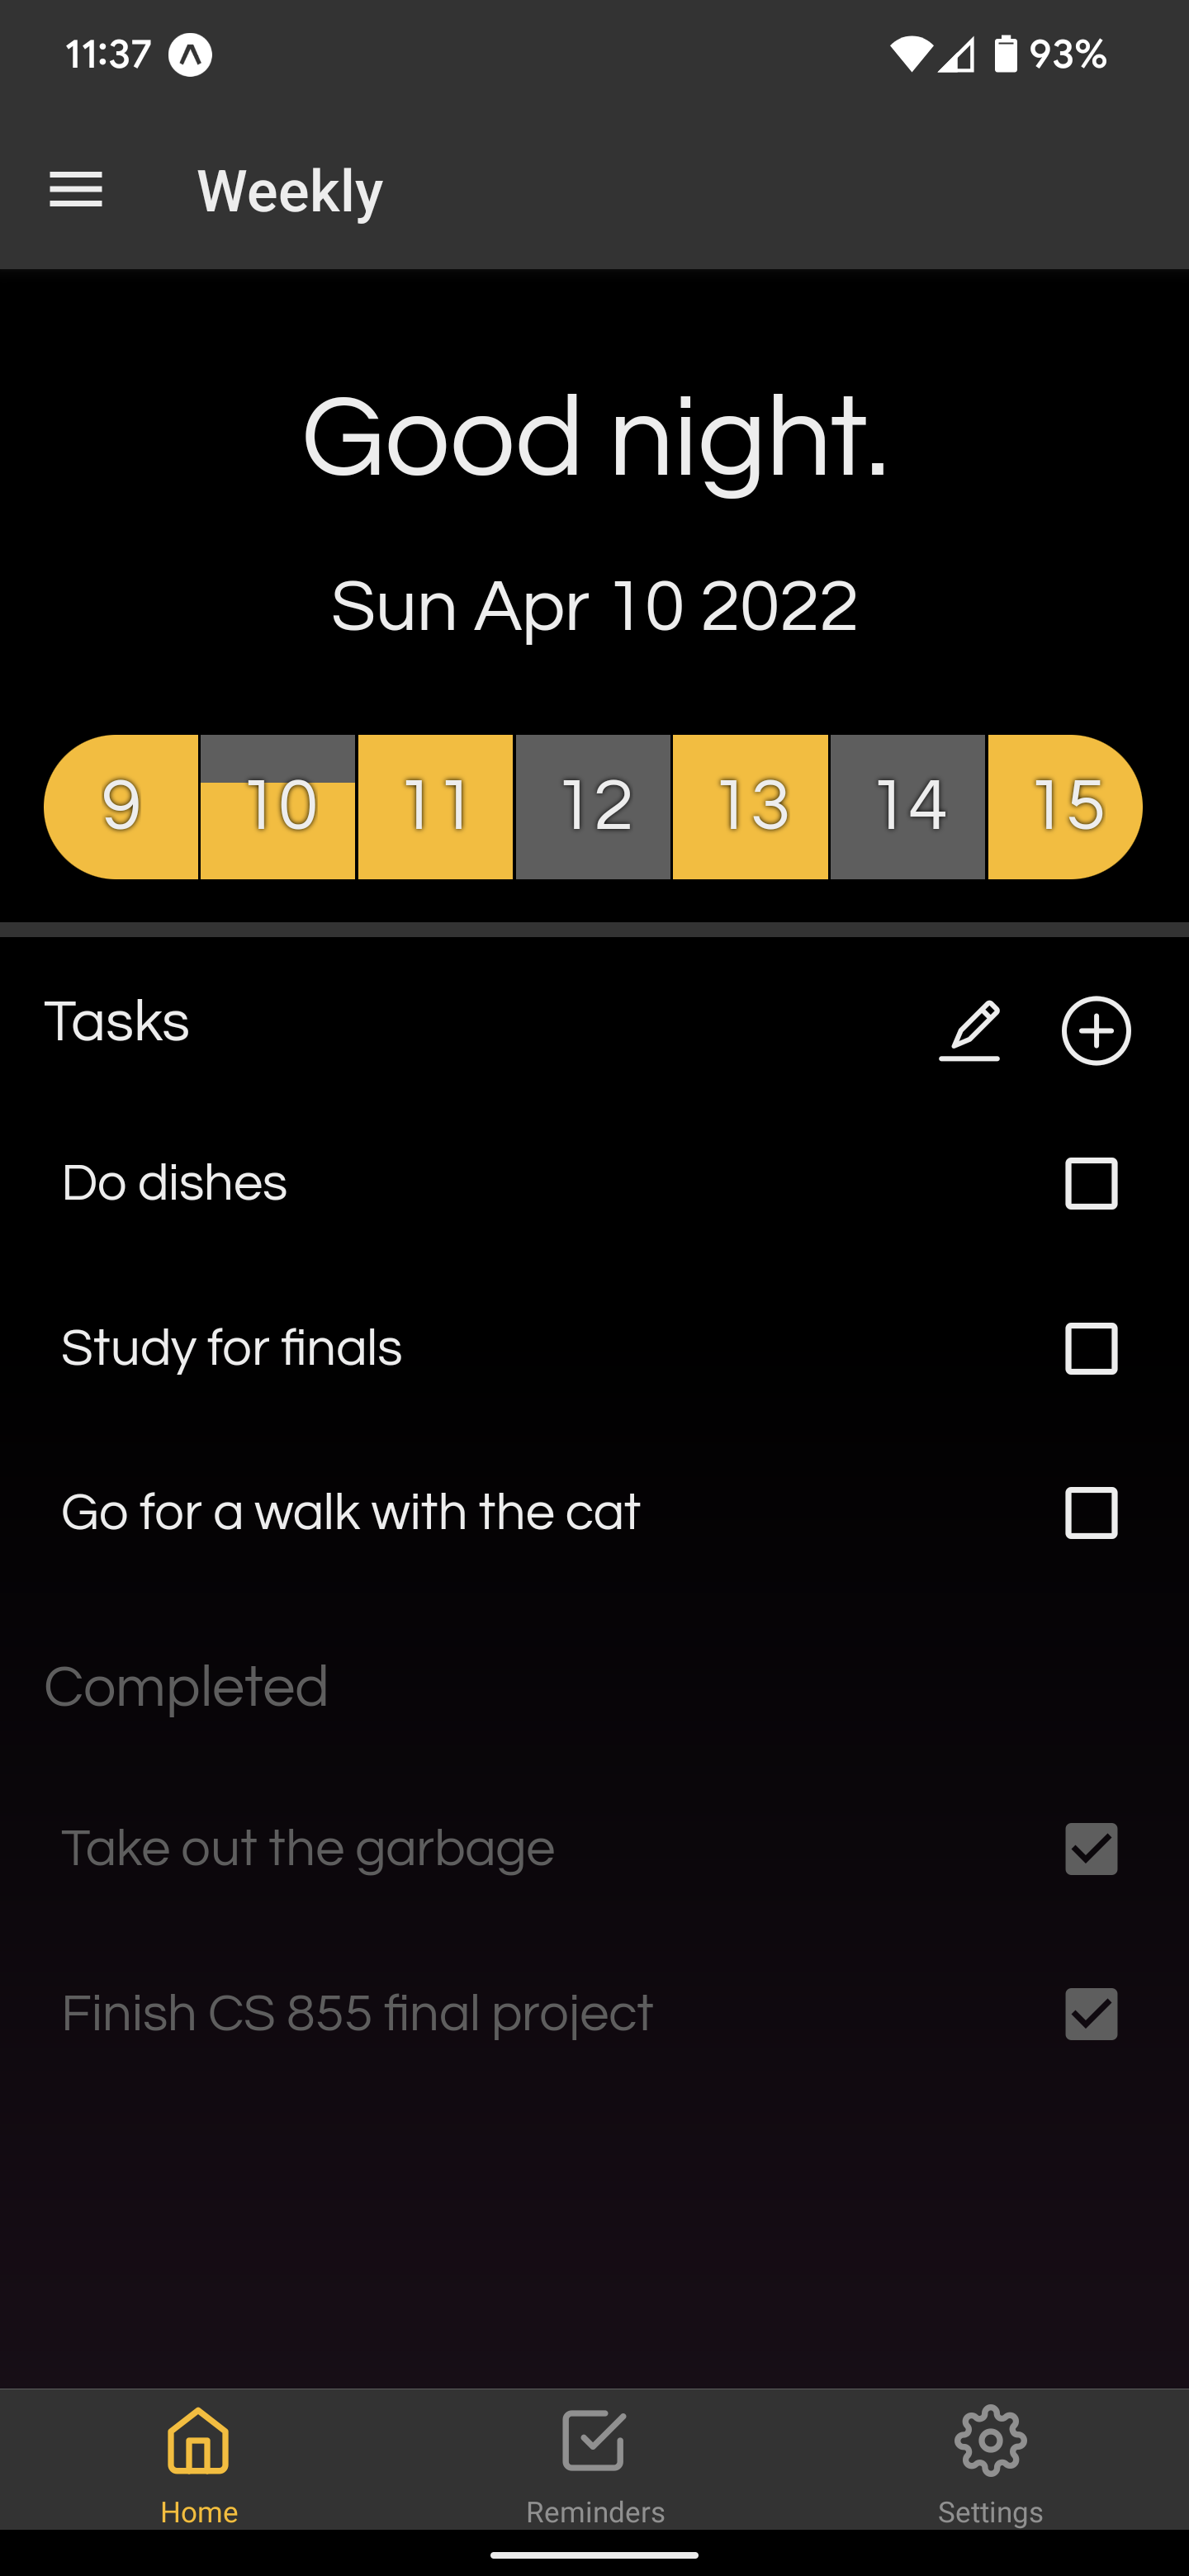 11:37 93%
Weekly
Good night.
Sun Apr 10 2022
9 10 11 12 13 14 15
Tasks
Do dishes
Study for finals
Go for a walk with the cat
Completed
Take out the garbage
Finish CS 855 final project
Home Reminders Settings